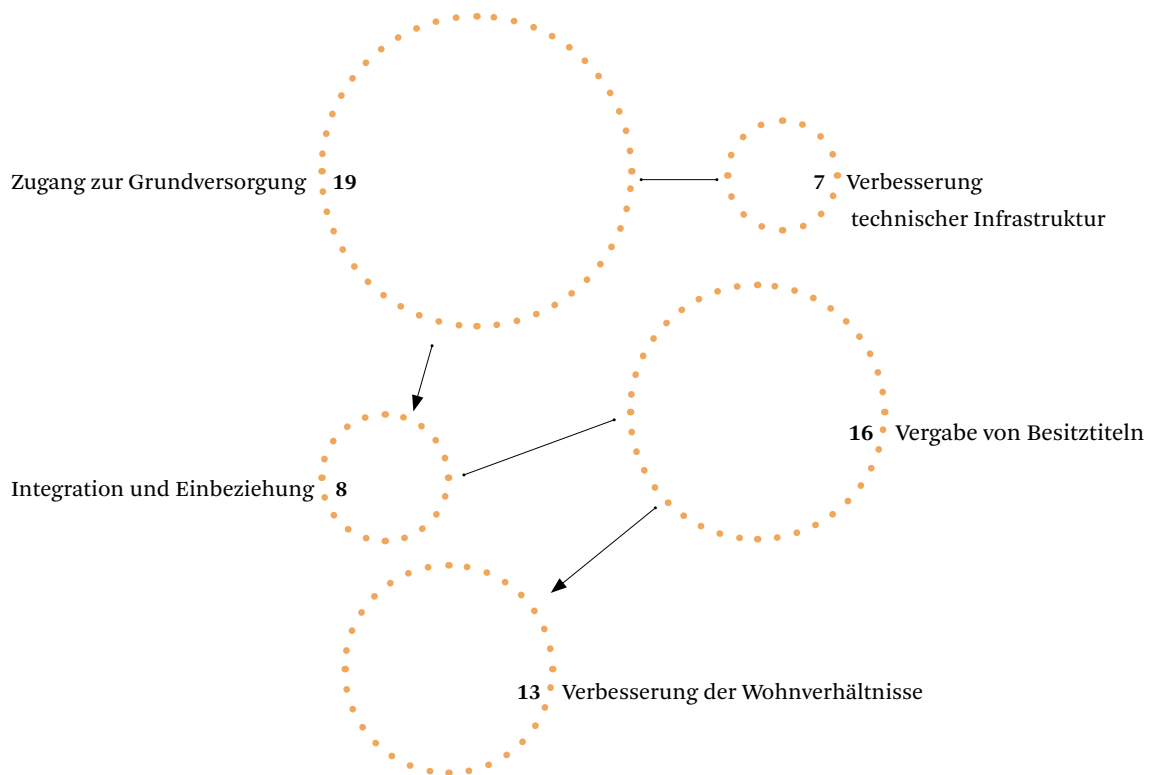 Zugang zur Grundversorgung 19
7 Verbesserung
technischer Infrastruktur
16 Vergabe von Besitztiteln
Integration und Einbeziehung 8
13 Verbesserung der Wohnverhältnisse